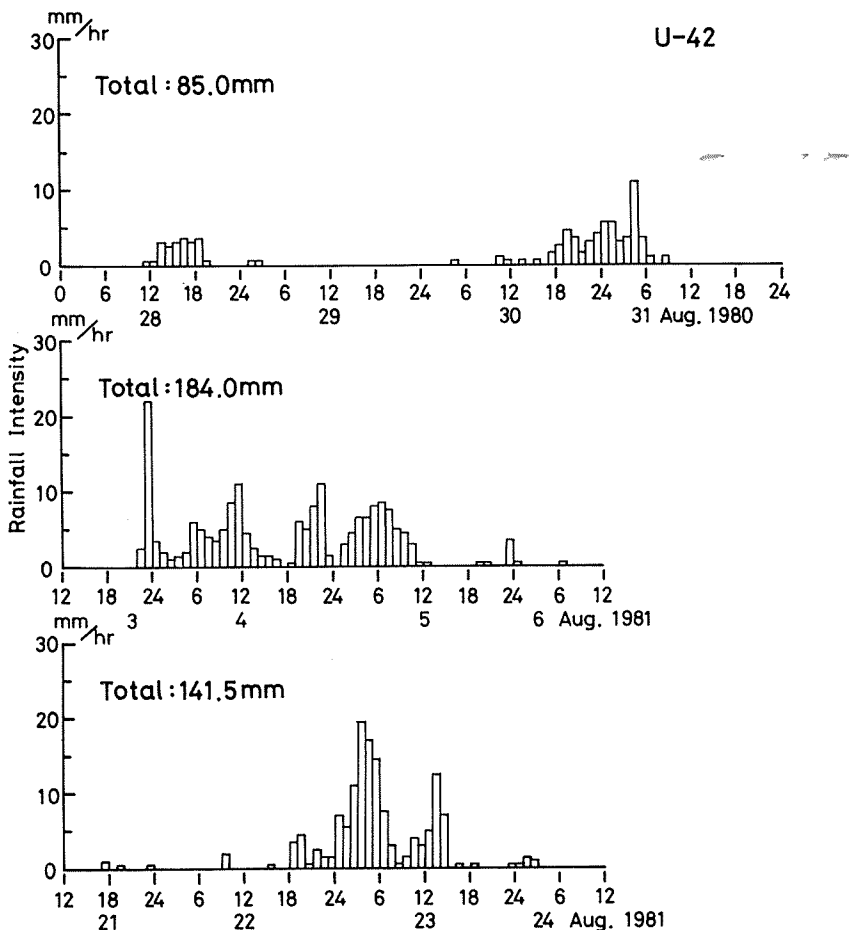 U-42
Rainfall Intensity
mm/hr
30
Total : 85.0mm
20
10
0
0 6 12 18 24 6 12 18 24 6 12 18 24 6 12 18 24
28 29 30 31 Aug. 1980
mm/hr
30
Total : 184.0mm
20
10
0
12 18 24 6 12 18 24 6 12 18 24 6 12
3 4 5 6 Aug. 1981
mm/hr
30
Total : 141.5mm
20
10
0
12 18 24 6 12 18 24 6 12 18 24 6 12
21 22 23 24 Aug. 1981